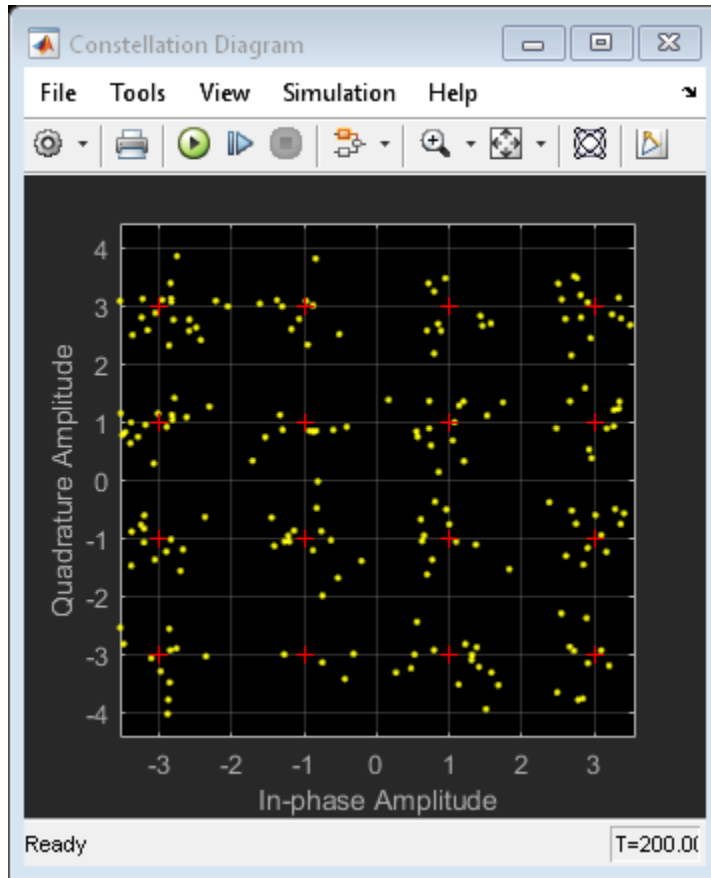 Constellation Diagram
File Tools View Simulation Help
4
3
2
1
0
-1
-2
-3
-4
Quadrature Amplitude
-3 -2 -1 0 1 2 3
In-phase Amplitude
Ready T=200.00